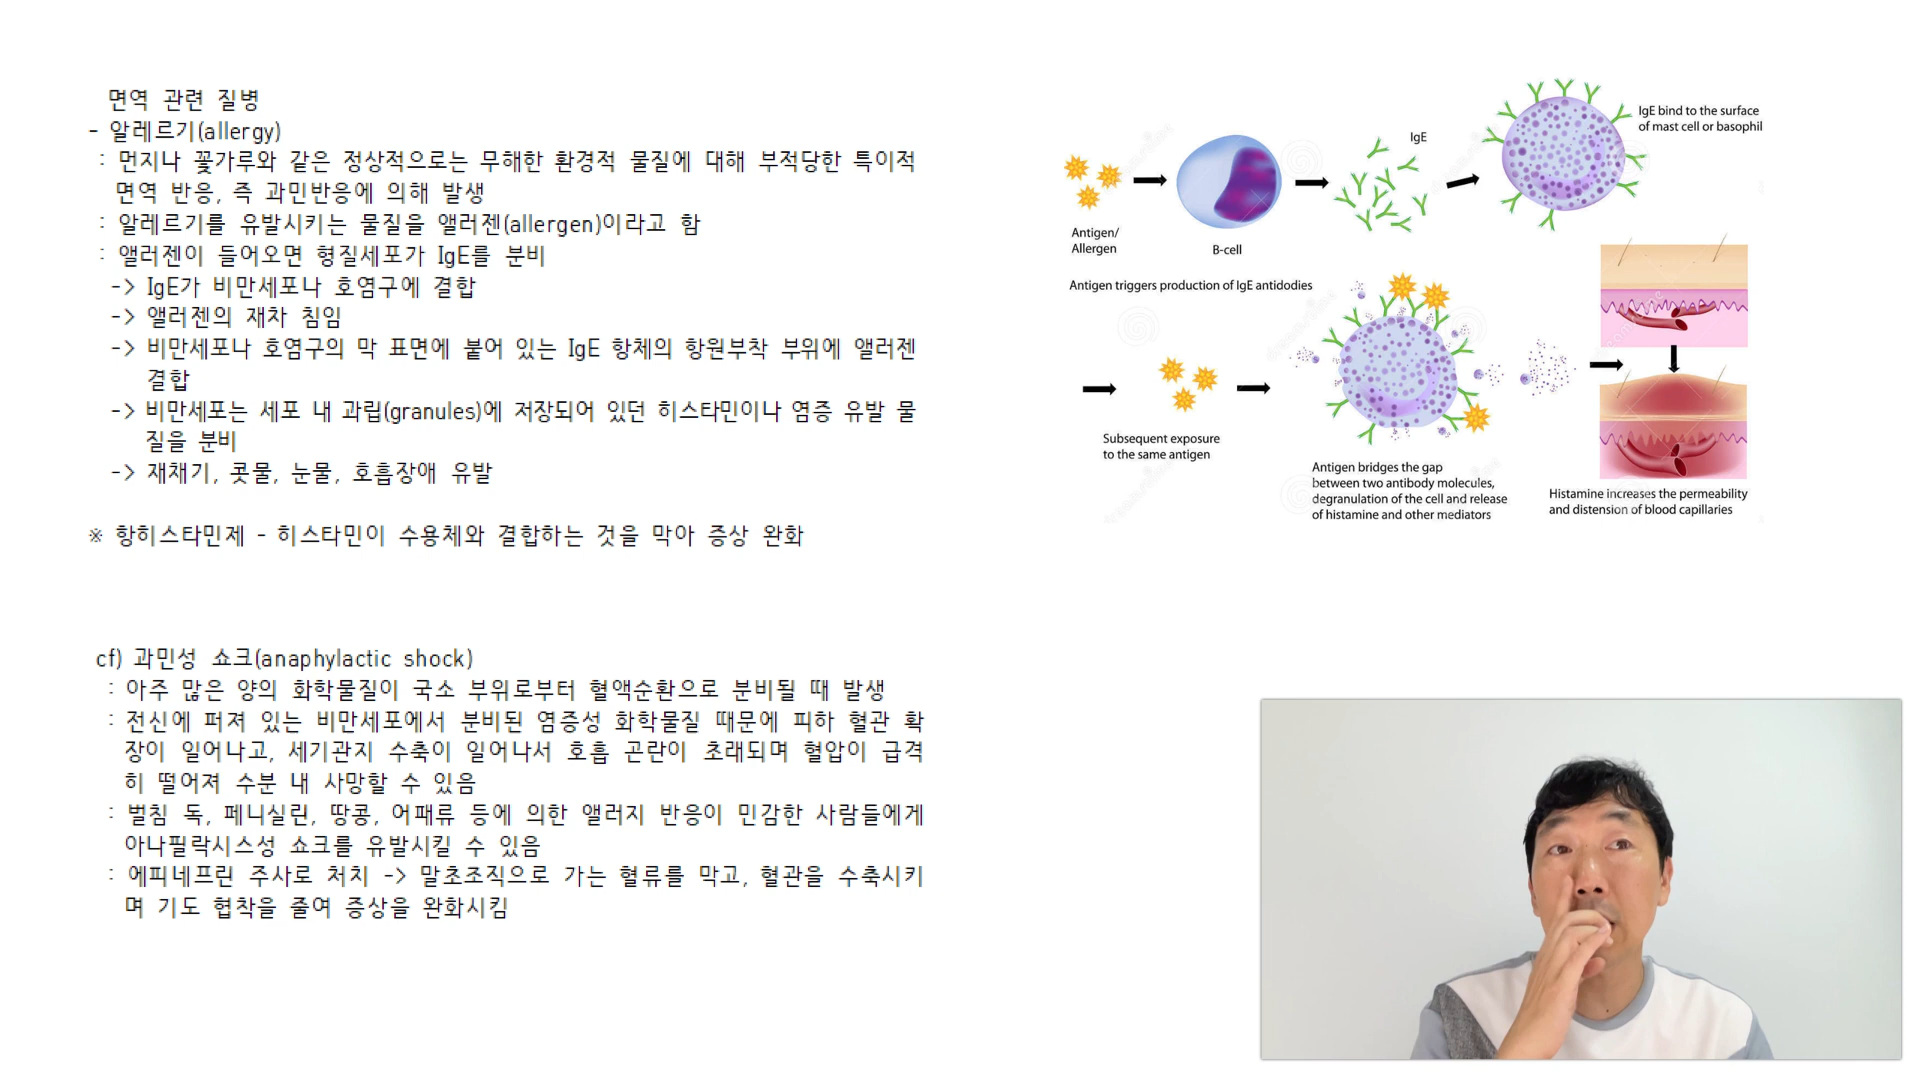 면역 관련 질병
- 알레르기(allergy)
: 먼지나 꽃가루와 같은 정상적으로는 무해한 환경적 물질에 대해 부적당한 특이적
면역 반응, 즉 과민반응에 의해 발생
: 알레르기를 유발시키는 물질을 앨러젠(allergen)이라고 함
: 앨러젠이 들어오면 형질세포가 IgE를 분비
-> IgE가 비만세포나 호염구에 결합
-> 앨러젠의 재차 침임
-> 비만세포나 호염구의 막 표면에 붙어 있는 IgE 항체의 항원부착 부위에 앨러젠
결합
-> 비만세포는 세포 내 과립(granules)에 저장되어 있던 히스타민이나 염증 유발 물
질을 분비
-> 재채기, 콧물, 눈물, 호흡장애 유발
※ 항히스타민제 - 히스타민이 수용체와 결합하는 것을 막아 증상 완화
cf) 과민성 쇼크(anaphylactic shock)
: 아주 많은 양의 화학물질이 국소 부위로부터 혈액순환으로 분비될 때 발생
: 전신에 퍼져 있는 비만세포에서 분비된 염증성 화학물질 때문에 피하 혈관 확
장이 일어나고, 세기관지 수축이 일어나서 호흡 곤란이 초래되며 혈압이 급격
히 떨어져 수분 내 사망할 수 있음
: 벌침 독, 페니실린, 땅콩, 어패류 등에 의한 앨러지 반응이 민감한 사람들에게
아나필락시스성 쇼크를 유발시킬 수 있음
: 에피네프린 주사로 처치 -> 말초조직으로 가는 혈류를 막고, 혈관을 수축시키
며 기도 협착을 줄여 증상을 완화시킴
Antigen/
Allergen
B-cell
IgE
IgE bind to the surface
of mast cell or basophil
Antigen triggers production of IgE antidodies
Subsequent exposure
to the same antigen
Antigen bridges the gap
between two antibody molecules,
degranulation of the cell and release
of histamine and other mediators
Histamine increases the permeability
and distension of blood capillaries